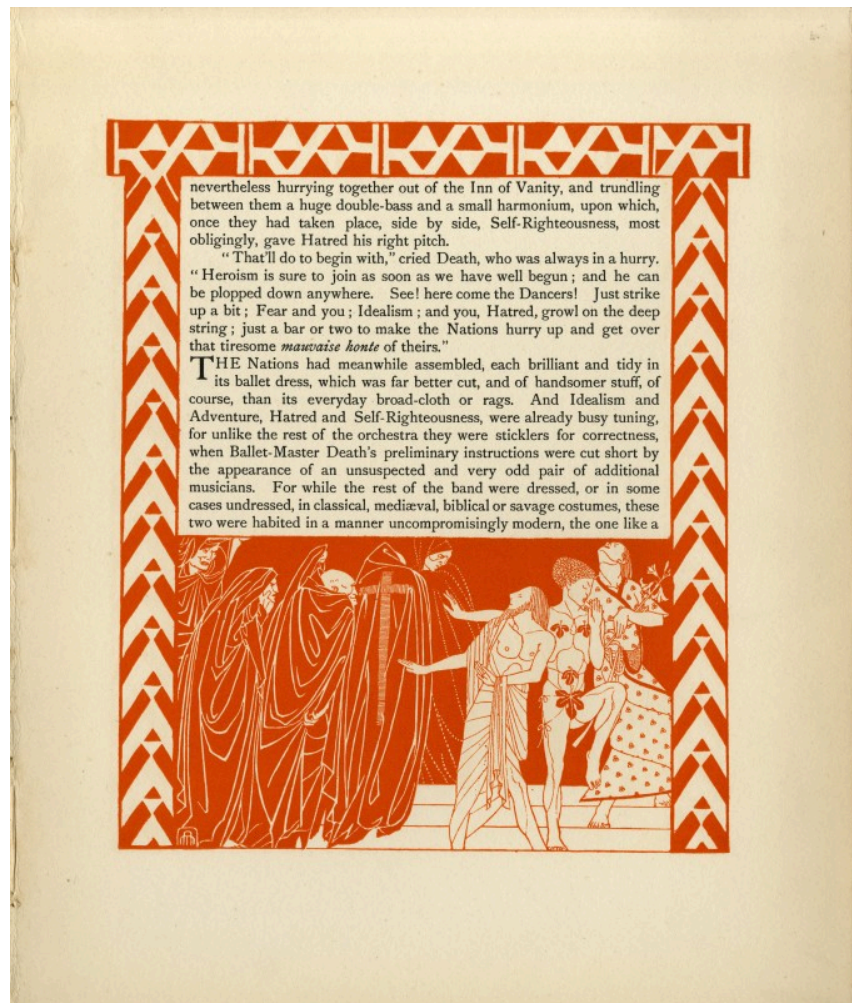 nevertheless hurrying together out of the Inn of Vanity, and trundling
between them a huge double-bass and a small harmonium, upon which,
once they had taken place, side by side, Self-Righteousness, most
obligingly, gave Hatred his right pitch.
“ That’ll do to begin with,” cried Death, who was always in a hurry.
“ Heroism is sure to join as soon as we have well begun ; and he can
be plopped down anywhere. See! here come the Dancers! Just strike
up a bit ; Fear and you ; Idealism ; and you, Hatred, growl on the deep
string ; just a bar or two to make the Nations hurry up and get over
that tiresome mauvaise honte of theirs.”
THE Nations had meanwhile assembled, each brilliant and tidy in
its ballet dress, which was far better cut, and of handsomer stuff, of
course, than its everyday broad-cloth or rags. And Idealism and
Adventure, Hatred and Self-Righteousness, were already busy tuning,
for unlike the rest of the orchestra they were sticklers for correctness,
when Ballet-Master Death’s preliminary instructions were cut short by
the appearance of an unsuspected and very odd pair of additional
musicians. For while the rest of the band were dressed, or in some
cases undressed, in classical, mediæval, biblical or savage costumes, these
two were habited in a manner uncompromisingly modern, the one like a